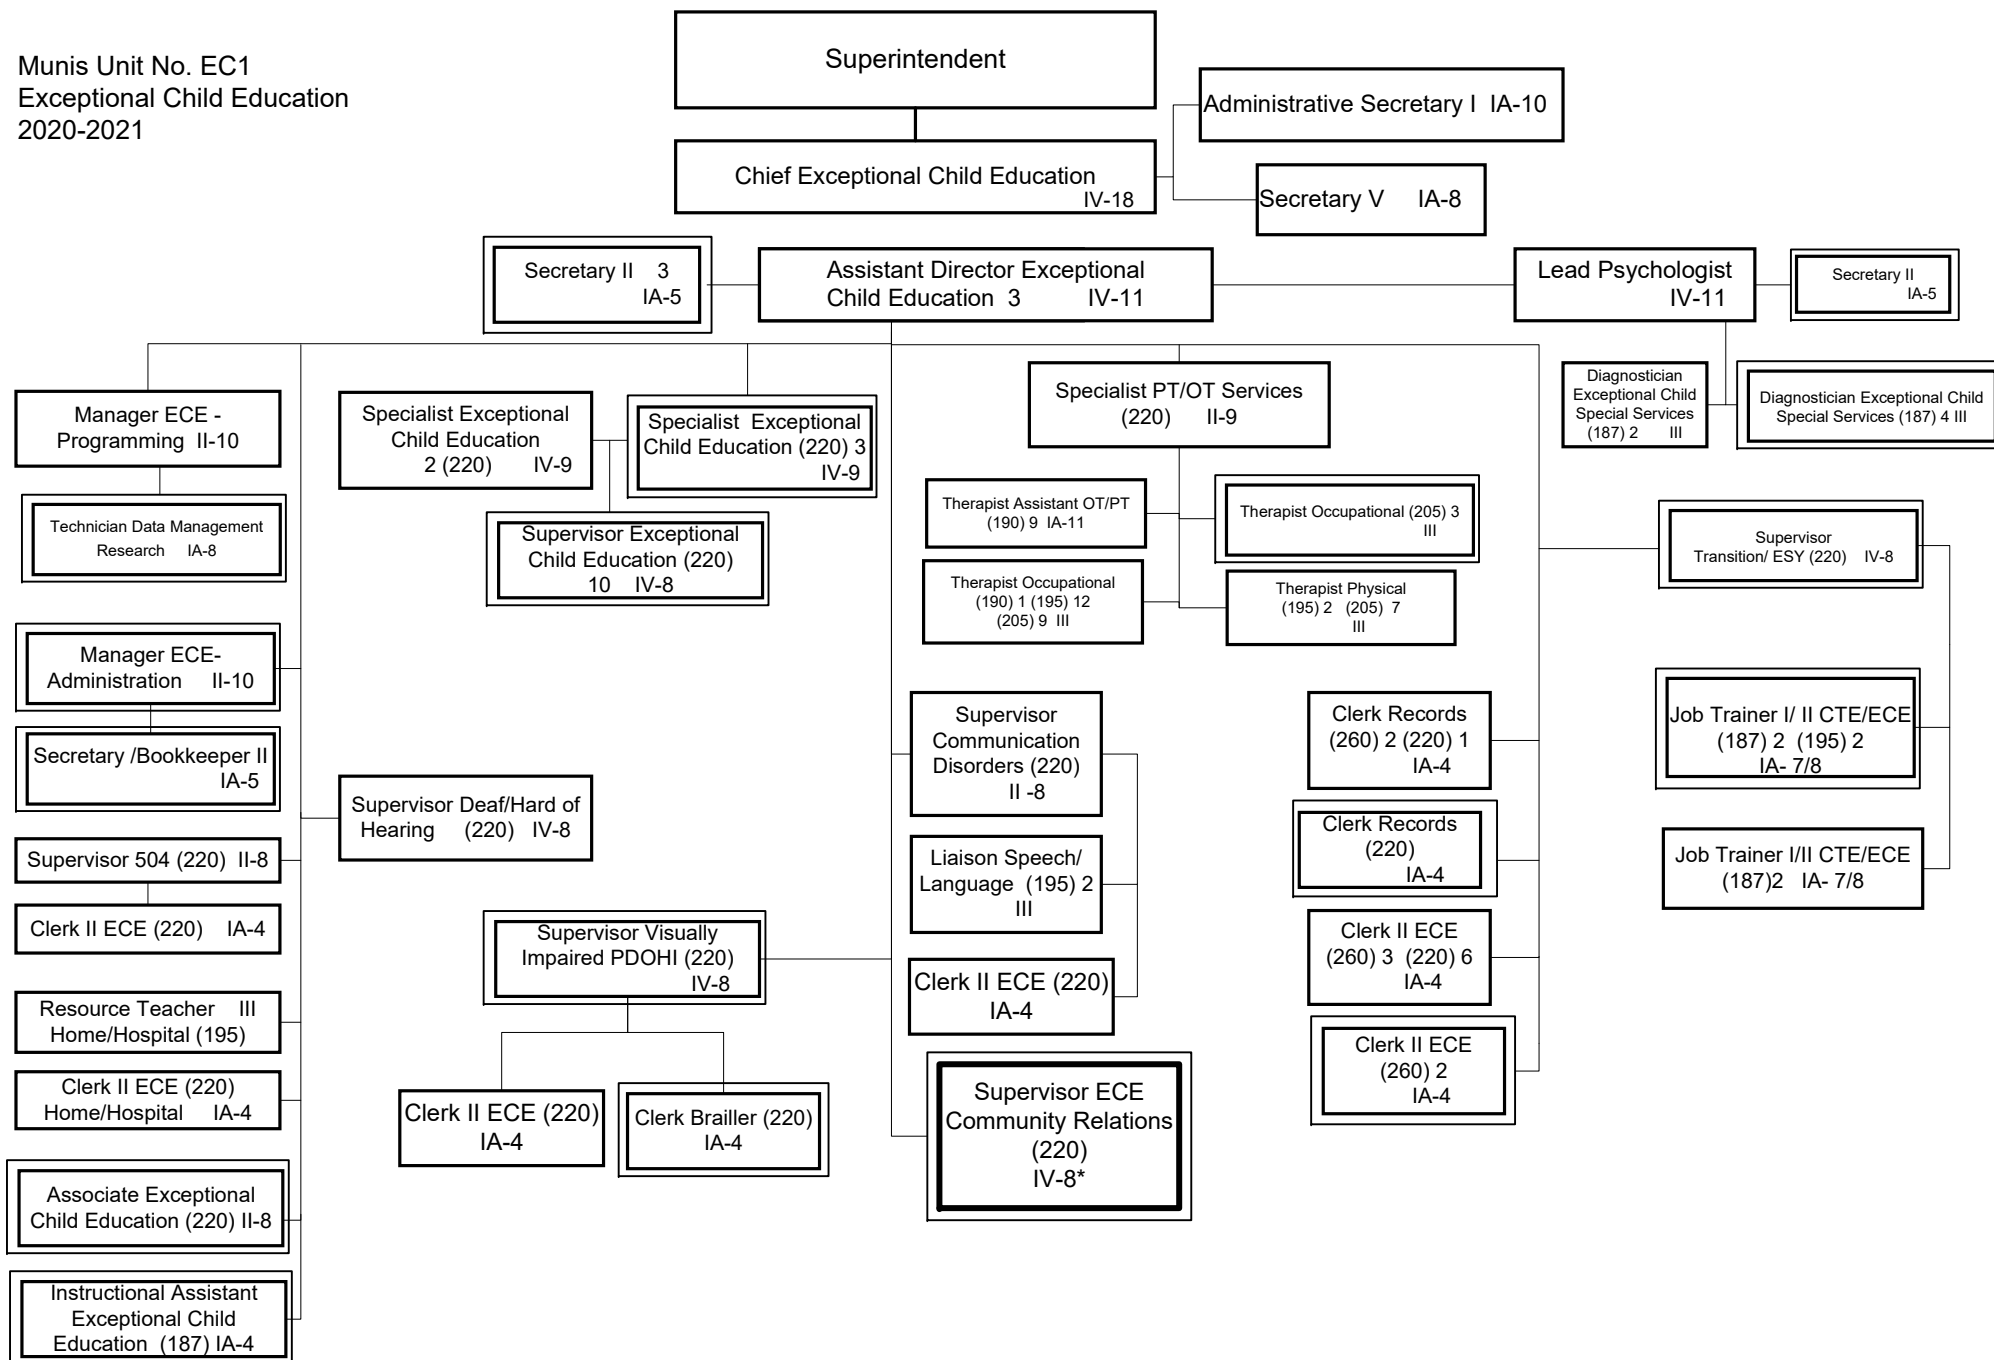 Munis Unit No. EC1
Exceptional Child Education
2020-2021
Superintendent
Chief Exceptional Child Education
IV-18
Administrative Secretary I IA-10
Secretary V IA-8
Secretary II 3
IA-5
Assistant Director Exceptional
Child Education 3 IV-11
Lead Psychologist
IV-11
Secretary II
IA-5
Manager ECE -
Programming II-10
Technician Data Management
Research IA-8
Specialist Exceptional
Child Education
2 (220) IV-9
Specialist Exceptional
Child Education (220) 3
IV-9
Supervisor Exceptional
Child Education (220)
10 IV-8
Specialist PT/OT Services
(220) II-9
Therapist Assistant OT/PT
(190) 9 IA-11
Therapist Occupational (205) 3
III
Therapist Occupational
(190) 1 (195) 12
(205) 9 III
Therapist Physical
(195) 2 (205) 7
III
Diagnostician
Exceptional Child
Special Services
(187) 2 III
Diagnostician Exceptional Child
Special Services (187) 4 III
Supervisor
Transition/ ESY (220) IV-8
Job Trainer I/ II CTE/ECE
(187) 2 (195) 2
IA- 7/8
Job Trainer I/II CTE/ECE
(187)2 IA- 7/8
Manager ECE-
Administration II-10
Secretary /Bookkeeper II
IA-5
Supervisor 504 (220) II-8
Clerk II ECE (220) IA-4
Resource Teacher III
Home/Hospital (195)
Clerk II ECE (220)
Home/Hospital IA-4
Associate Exceptional
Child Education (220) II-8
Instructional Assistant
Exceptional Child
Education (187) IA-4
Supervisor Deaf/Hard of
Hearing (220) IV-8
Supervisor Visually
Impaired PDOHI (220)
IV-8
Clerk II ECE (220)
IA-4
Clerk Brailler (220)
IA-4
Supervisor
Communication
Disorders (220)
II -8
Liaison Speech/
Language (195) 2
III
Clerk II ECE (220)
IA-4
Supervisor ECE
Community Relations
(220)
IV-8*
Clerk Records
(260) 2 (220) 1
IA-4
Clerk Records
(220)
IA-4
Clerk II ECE
(260) 3 (220) 6
IA-4
Clerk II ECE
(260) 2
IA-4